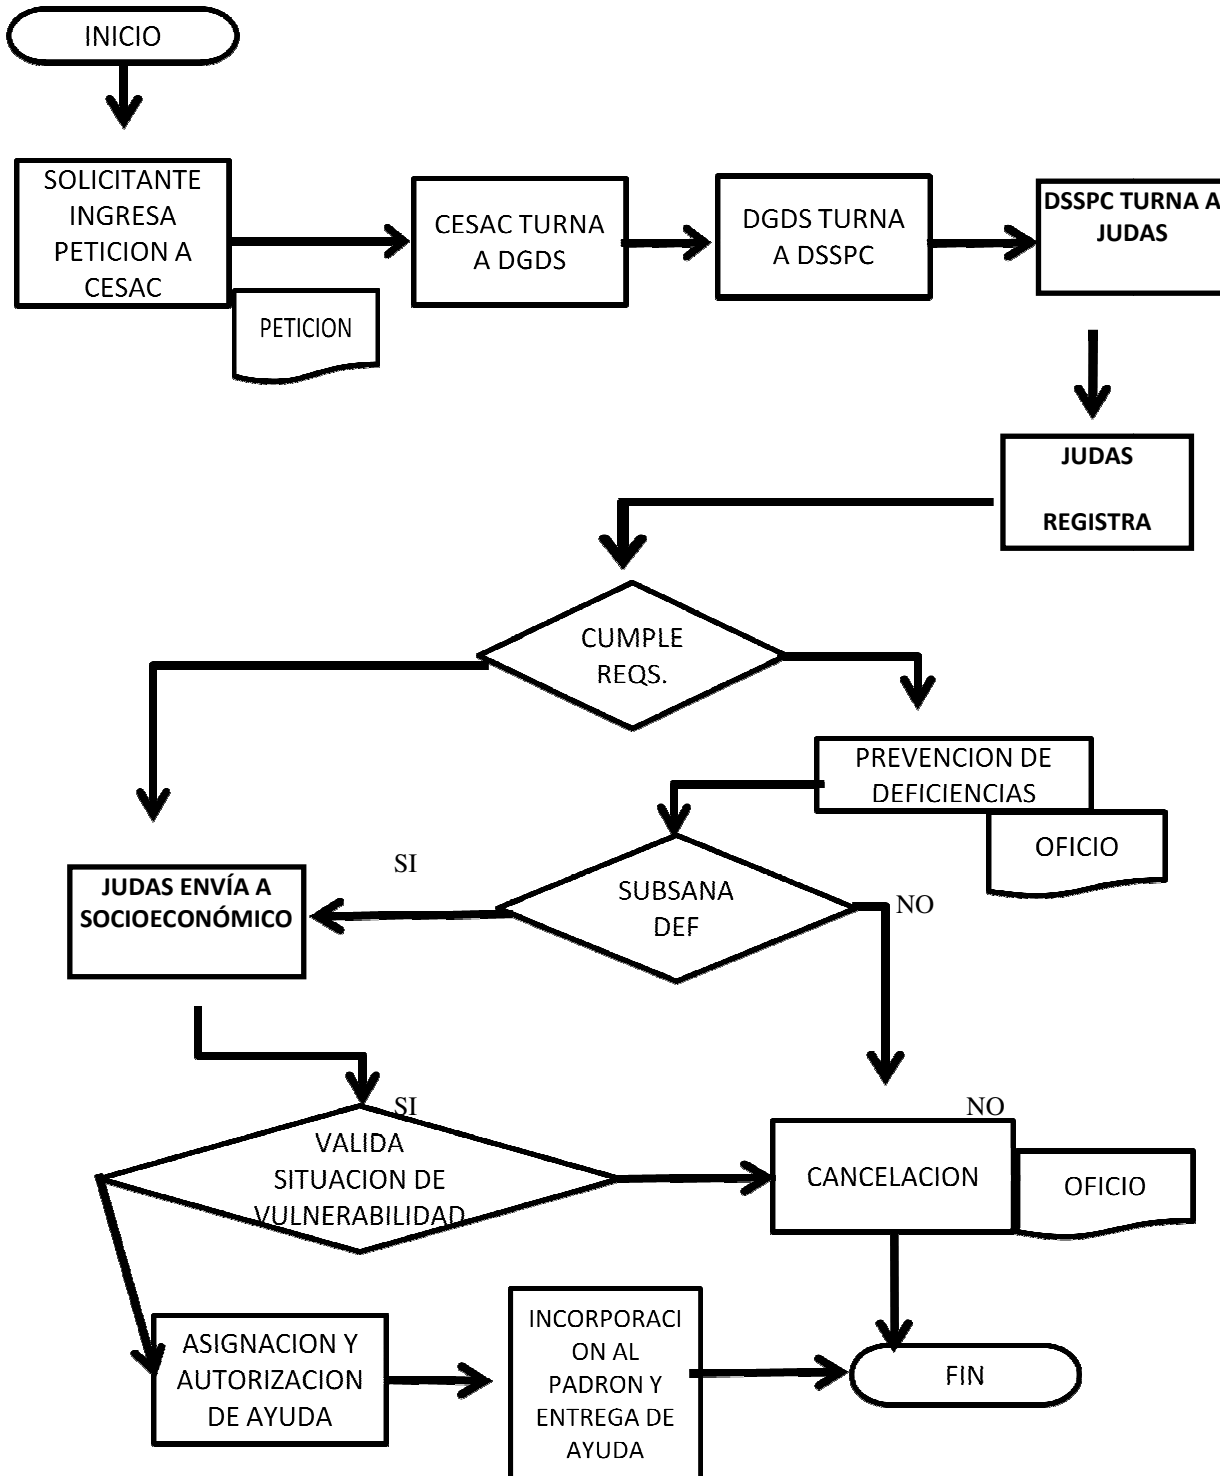 INICIO
SOLICITANTE
INGRESA
PETICION A
CESAC
PETICION
CESAC TURNA
A DGDS
DGDS TURNA
A DSSPC
DSSPC TURNA A
JUDAS
JUDAS
REGISTRA
CUMPLE
REQS.
PREVENCION DE
DEFICIENCIAS
OFICIO
SUBSANA
DEF
SI
NO
JUDAS ENVÍA A
SOCIOECONÓMICO
SI
NO
VALIDA
SITUACION DE
VULNERABILIDAD
CANCELACION
OFICIO
ASIGNACION Y
AUTORIZACION
DE AYUDA
INCORPORACI
ON AL
PADRON Y
ENTREGA DE
AYUDA
FIN